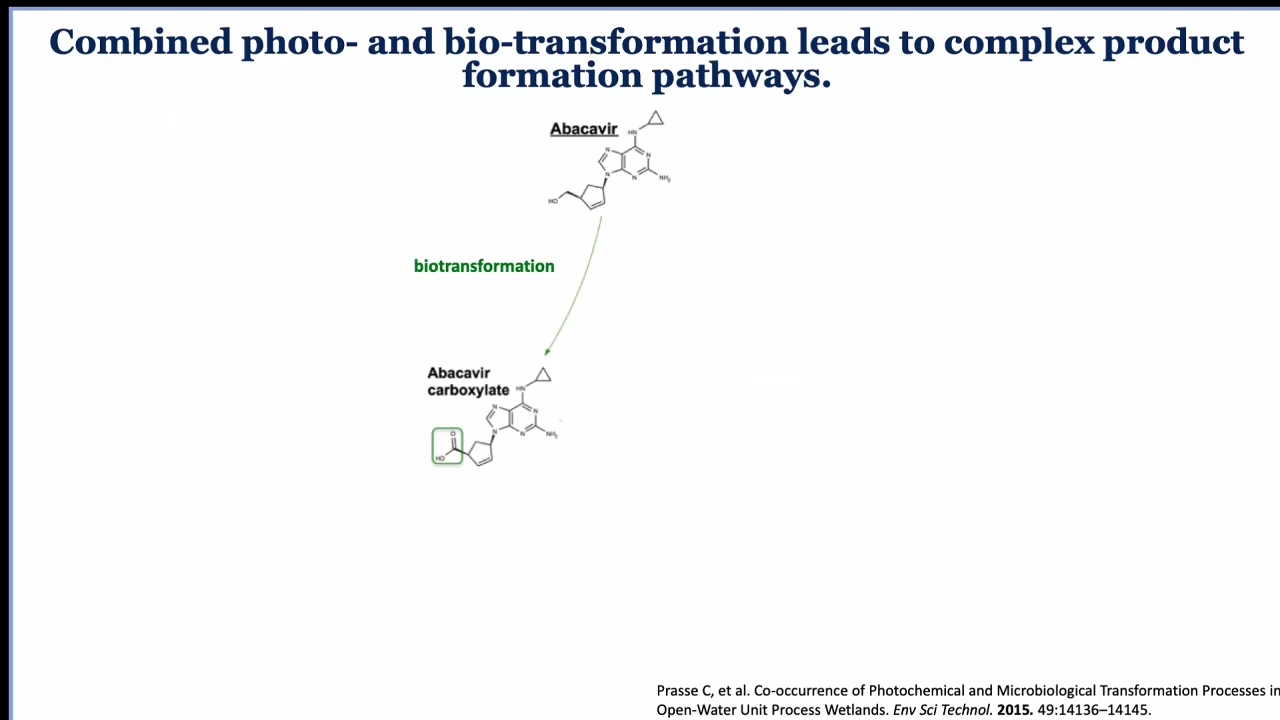 Combined photo- and bio-transformation leads to complex product
formation pathways.
Abacavir
HN
N
N
N
N
NH₂
HO
biotransformation
Abacavir
carboxylate
HN
N
N
N
N
NH₂
O
HO
Prasse C, et al. Co-occurrence of Photochemical and Microbiological Transformation Processes in
Open-Water Unit Process Wetlands. Env Sci Technol. 2015. 49:14136–14145.